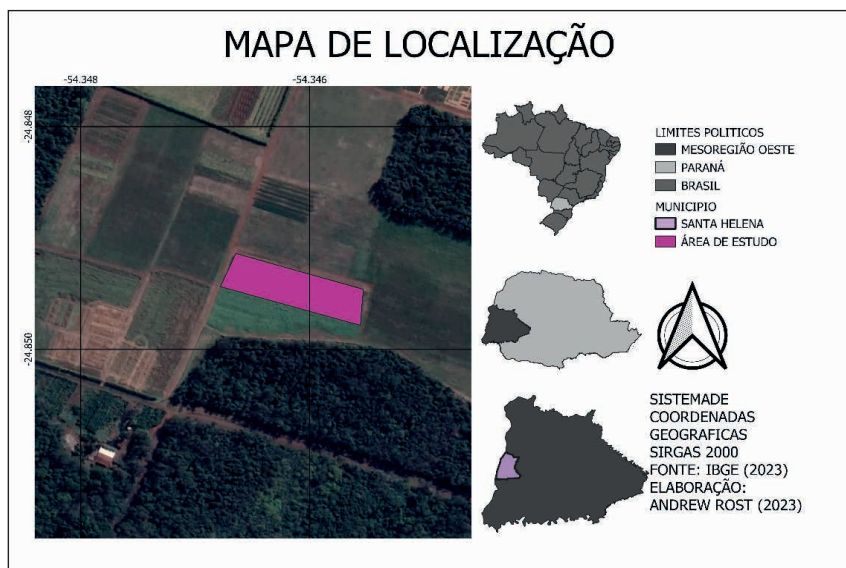 MAPA DE LOCALIZAÇÃO
-54.348
-54.346
-24.848
-24.850
LIMITES POLITICOS
MESOREGIÃO OESTE
PARANÁ
BRASIL
MUNICIPIO
SANTA HELENA
ÁREA DE ESTUDO
SISTEMADE
COORDENADAS
GEOGRAFICAS
SIRGAS 2000
FONTE: IBGE (2023)
ELABORAÇÃO:
ANDREW ROST (2023)